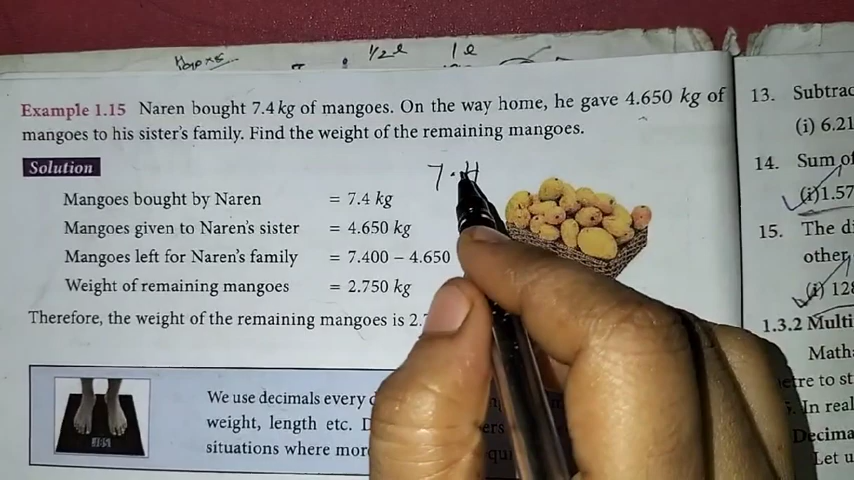 1/2 l 1 l
Example 1.15 Naren bought 7.4 kg of mangoes. On the way home, he gave 4.650 kg of
mangoes to his sister's family. Find the weight of the remaining mangoes.
Solution
7.4
Mangoes bought by Naren = 7.4 kg
Mangoes given to Naren's sister = 4.650 kg
Mangoes left for Naren's family = 7.400 – 4.650
Weight of remaining mangoes = 2.750 kg
Therefore, the weight of the remaining mangoes is 2.
We use decimals every
weight, length etc.
situations where
13. Subtrac
(i) 6.21
14. Sum of
(i) 1.57
15. The di
other
(i) 128
1.3.2 Multi
Math
etre to st
In real
Decima
Let u